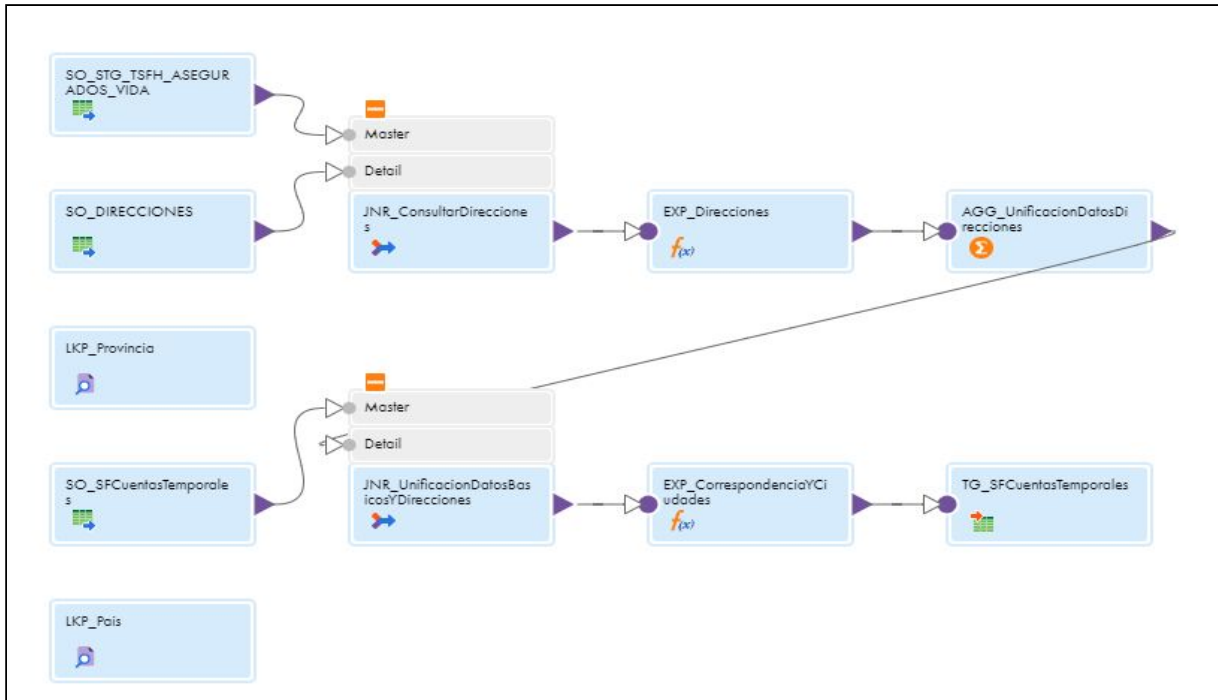 SO_STG_TSFH_ASEGUR
ADOS_VIDA
Master
Detail
SO_DIRECCIONES
JNR_ConsultarDireccione
s
EXP_Direcciones
f(x)
AGG_UnificacionDatosDi
recciones
Σ
LKP_Provincia
Master
Detail
SO_SFCuentasTemporale
s
JNR_UnificacionDatosBas
icosYDirecciones
EXP_CorrespondenciaYCi
udades
f(x)
TG_SFCuentasTemporales
LKP_Pais